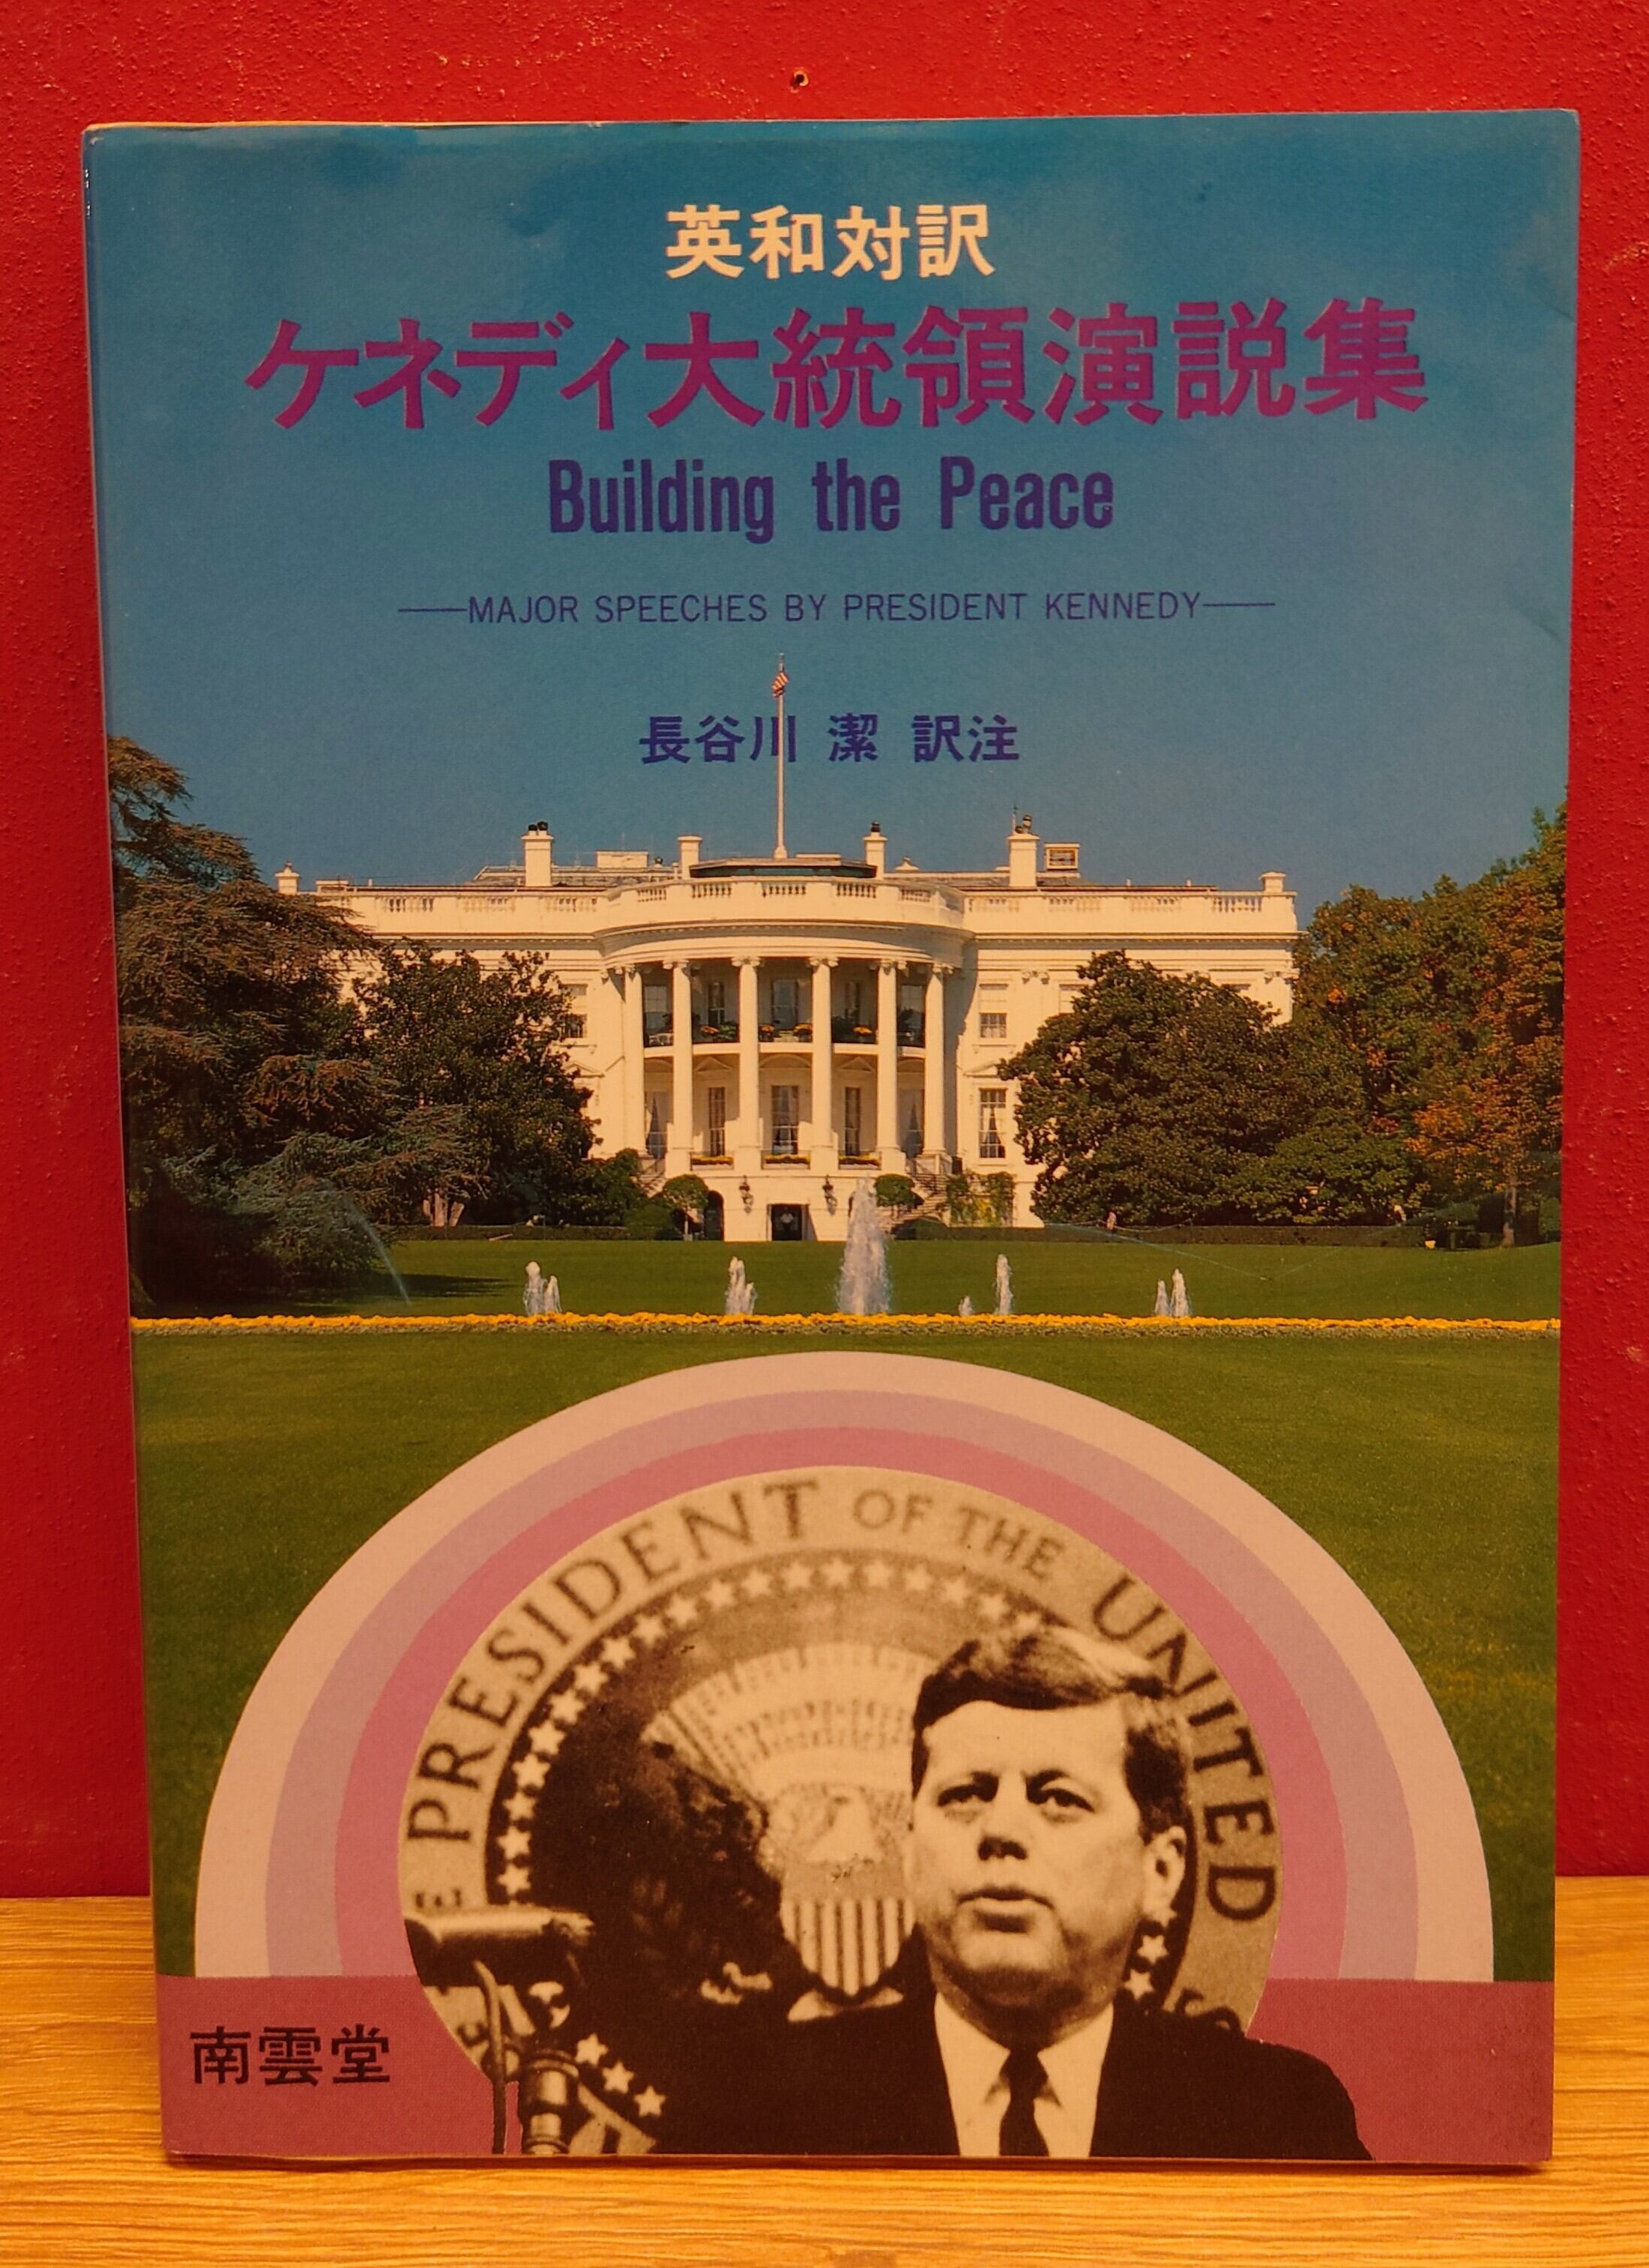 英和対訳
ケネディ大統領演説集
Building the Peace
MAJOR SPEECHES BY PRESIDENT KENNEDY
長谷川 潔 訳注
PRESIDENT OF THE UNITED
南雲堂